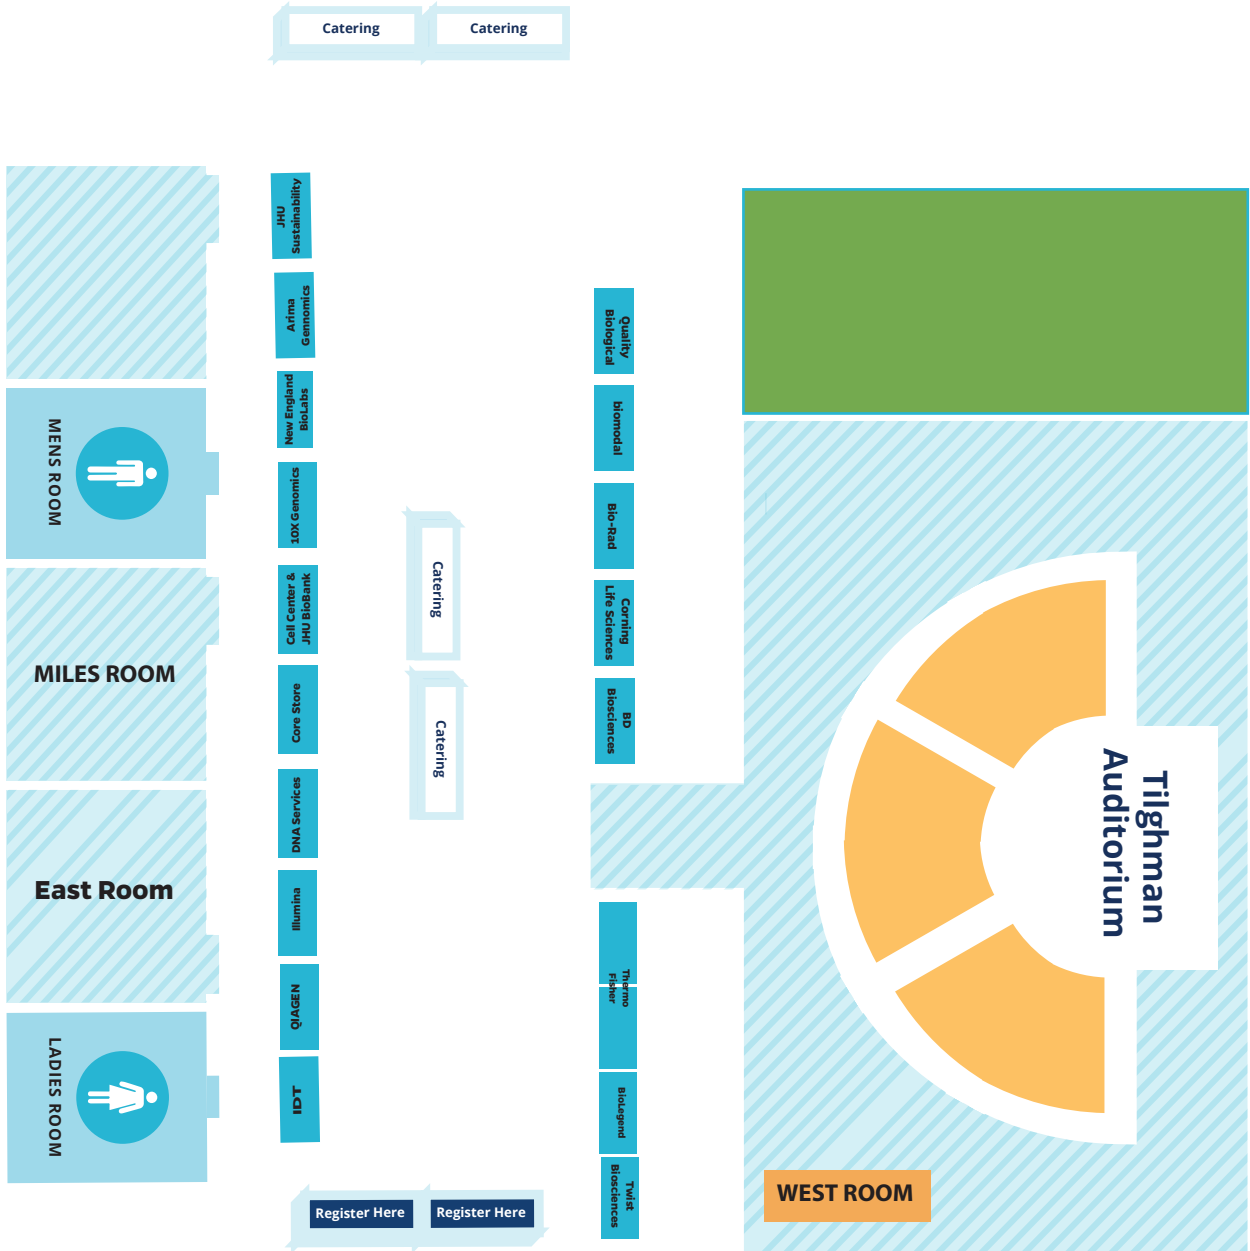 Catering
Catering
JHU
Sustainability
Arima
Gennomics
New England
BioLabs
10X Genomics
Cell Center &
JHU BioBank
Core Store
DNA Services
Illumina
QIAGEN
IDT
MENS ROOM
MILES ROOM
East Room
LADIES ROOM
Catering
Catering
Quality
Biological
biomodal
Bio-Rad
Corning
Life Sciences
BD
Biosciences
Thermo
Fisher
BioLegend
Twist
Biosciences
Tilghman
Auditorium
WEST ROOM
Register Here
Register Here